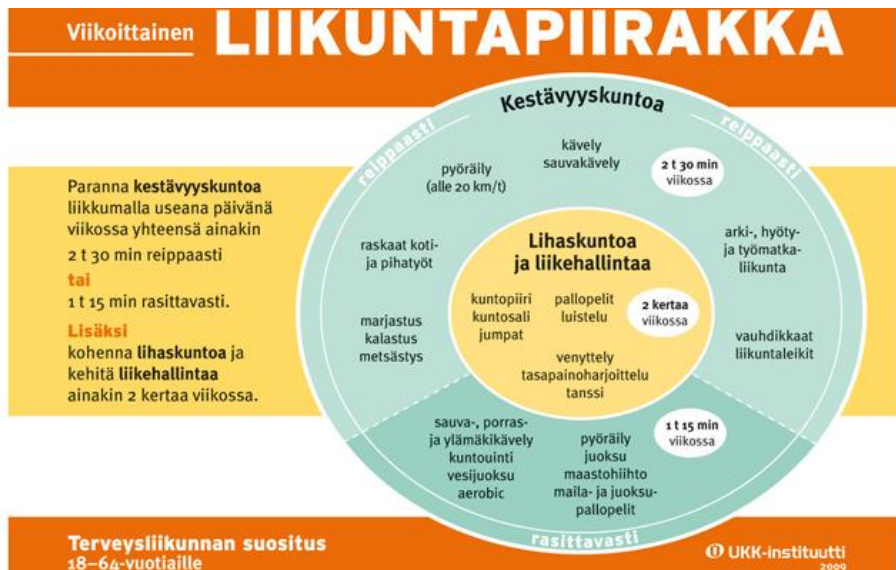 Viikoittainen LIIKUNTAPIIRAKKA
Paranna kestävyyskuntoa
liikkumalla useana päivänä
viikossa yhteensä ainakin
2 t 30 min reippaasti
tai
1 t 15 min rasittavasti.
Lisäksi
kohenna lihaskuntoa ja
kehitä liikehallintaa
ainakin 2 kertaa viikossa.
Kestävyyskuntoa
reippaasti
reippaasti
kävely
sauvakävely
2 t 30 min
viikossa
pyöräily
(alle 20 km/t)
raskaat koti-
ja pihatyöt
arki-, hyöty-
ja työmatka-
liikunta
marjastus
kalastus
metsästys
vauhdikkaat
liikuntaleikit
Lihaskuntoa
ja liikehallintaa
kuntopiiri
kuntosali
jumpat
pallopelit
luistelu
2 kertaa
viikossa
venyttely
tasapainoharjoittelu
tanssi
sauva-, porras-
ja ylämäkikävely
kuntouinti
vesijuoksu
aerobic
pyöräily
juoksu
maastohiihto
maila- ja juoksu-
pallopelit
1 t 15 min
viikossa
rasittavasti
Terveysliikunnan suositus
18–64-vuotiaille
UKK-instituutti
2009